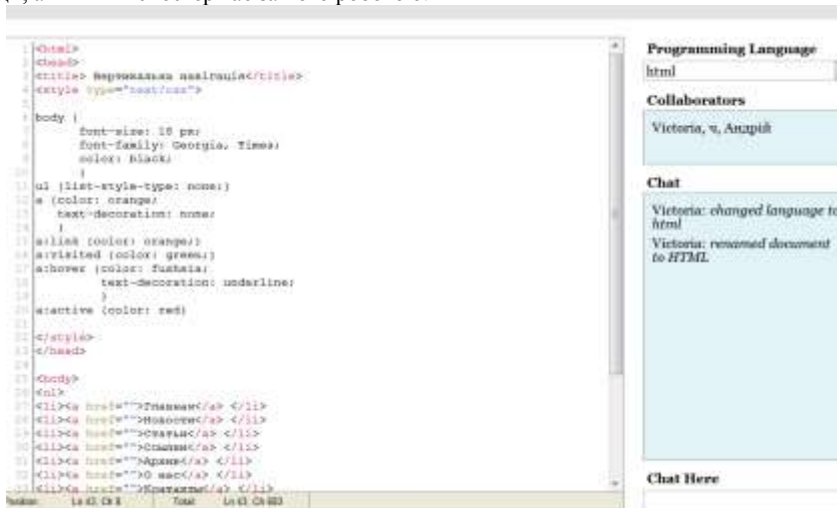 Programming Language
html
Collaborators
Victoria, ч, Андрій
Chat
Victoria: changed language to
html
Victoria: renamed document
to HTML
Chat Here
<html>
<head>
<title> Вертикальна навігація</title>
<style type="text/css">
body {
font-size: 18 px;
font-family: Georgia, Times;
color: black;
}
ul {list-style-type: none;}
a {color: orange;
text-decoration: none;
}
a:link {color: orange;}
a:visited {color: green;}
a:hover {color: fuchsia;
text-decoration: underline;
}
a:active {color: red}
</style>
</head>
<body>
<ul>
<li><a href="">Главная</a> </li>
<li><a href="">Новости</a> </li>
<li><a href="">Статьи</a> </li>
<li><a href="">Ссылки</a> </li>
<li><a href="">Архив</a> </li>
<li><a href="">О нас</a> </li>
<li><a href="">Контакты</a> </li>
Position: Total: